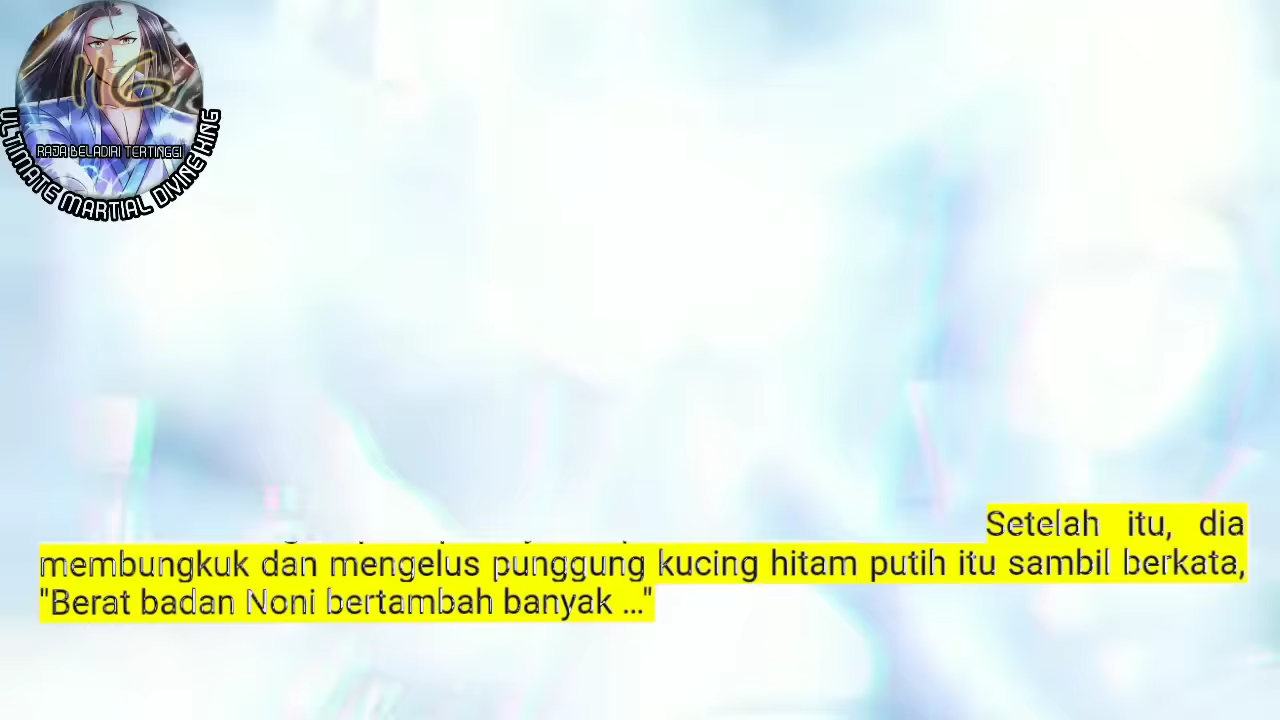 116
RAJA BELADIRI TERTINGGI
ULTIMATE MARTIAL DIVINE KING
Setelah itu, dia
membungkuk dan mengelus punggung kucing hitam putih itu sambil berkata,
"Berat badan Noni bertambah banyak ..."